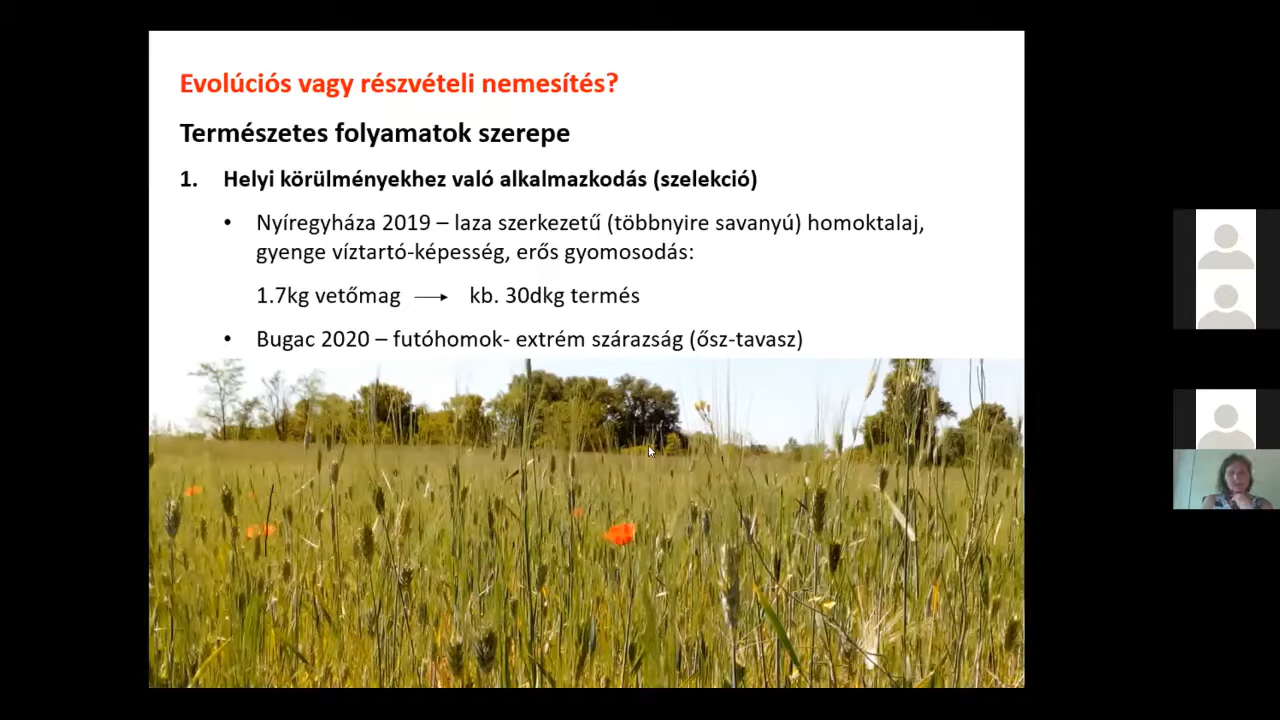 Evolúciós vagy részvételi nemesítés?
Természetes folyamatok szerepe
1. Helyi körülményekhez való alkalmazkodás (szelekció)
• Nyíregyháza 2019 – laza szerkezetű (többnyire savanyú) homoktalaj,
gyenge víztartó-képesség, erős gyomosodás:
1.7kg vetőmag → kb. 30dkg termés
• Bugac 2020 – futóhomok- extrém szárazság (ősz-tavasz)